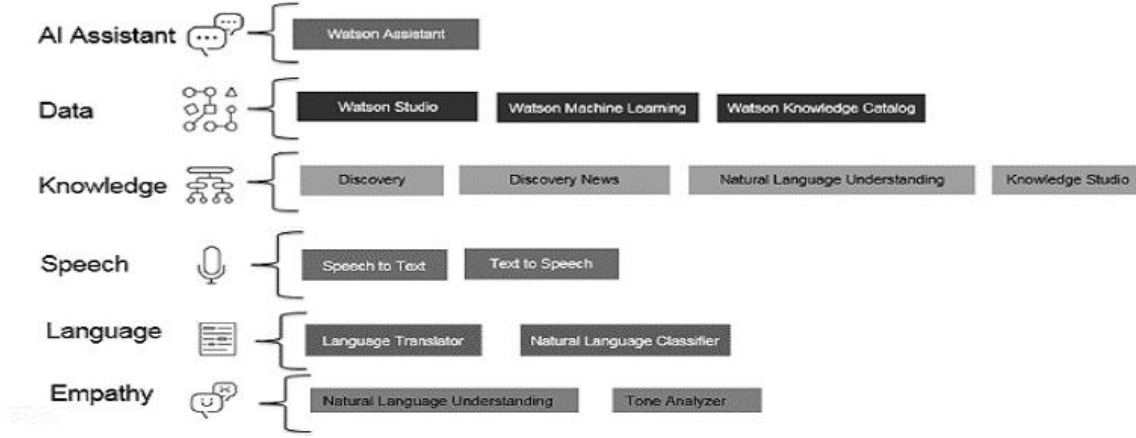 AI Assistant Watson Assistant
Data Watson Studio Watson Machine Learning Watson Knowledge Catalog
Knowledge Discovery Discovery News Natural Language Understanding Knowledge Studio
Speech Speech to Text Text to Speech
Language Language Translator Natural Language Classifier
Empathy Natural Language Understanding Tone Analyzer